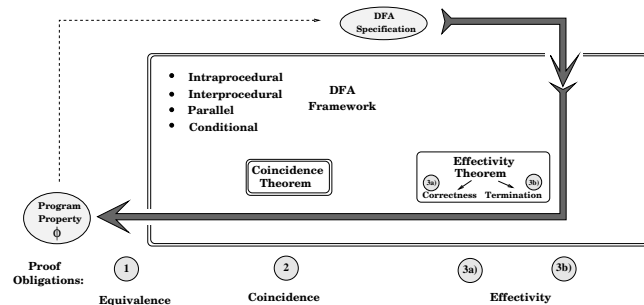 DFA
Specification
• Intraprocedural
• Interprocedural
• Parallel
• Conditional
DFA
Framework
Coincidence
Theorem
Effectivity
Theorem
3a)
3b)
Correctness
Termination
Program
Property
ϕ
Proof
Obligations:
1
2
3a)
3b)
Equivalence
Coincidence
Effectivity